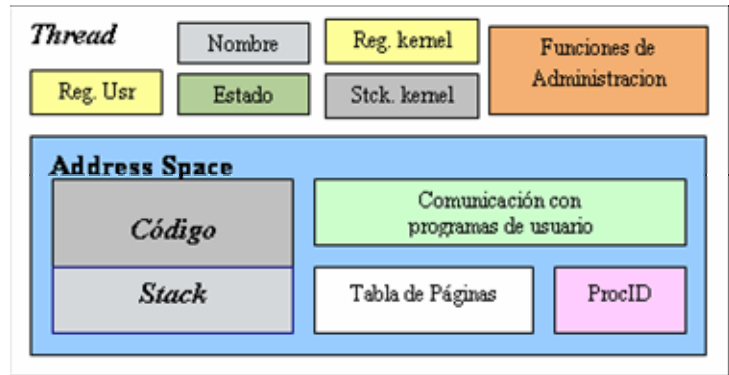 Thread
Nombre
Reg. kernel
Funciones de
Administracion
Reg. Usr
Estado
Stck. kernel
Address Space
Código
Comunicación con
programas de usuario
Stack
Tabla de Páginas
ProcID